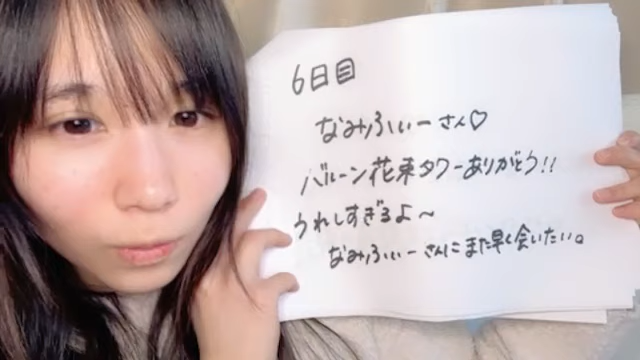 6日目
なみふぃーさん♡
バルーン花束タワーありがとう!!
うれしすぎるよ~
なみふぃーさんにまた早く会いたい。